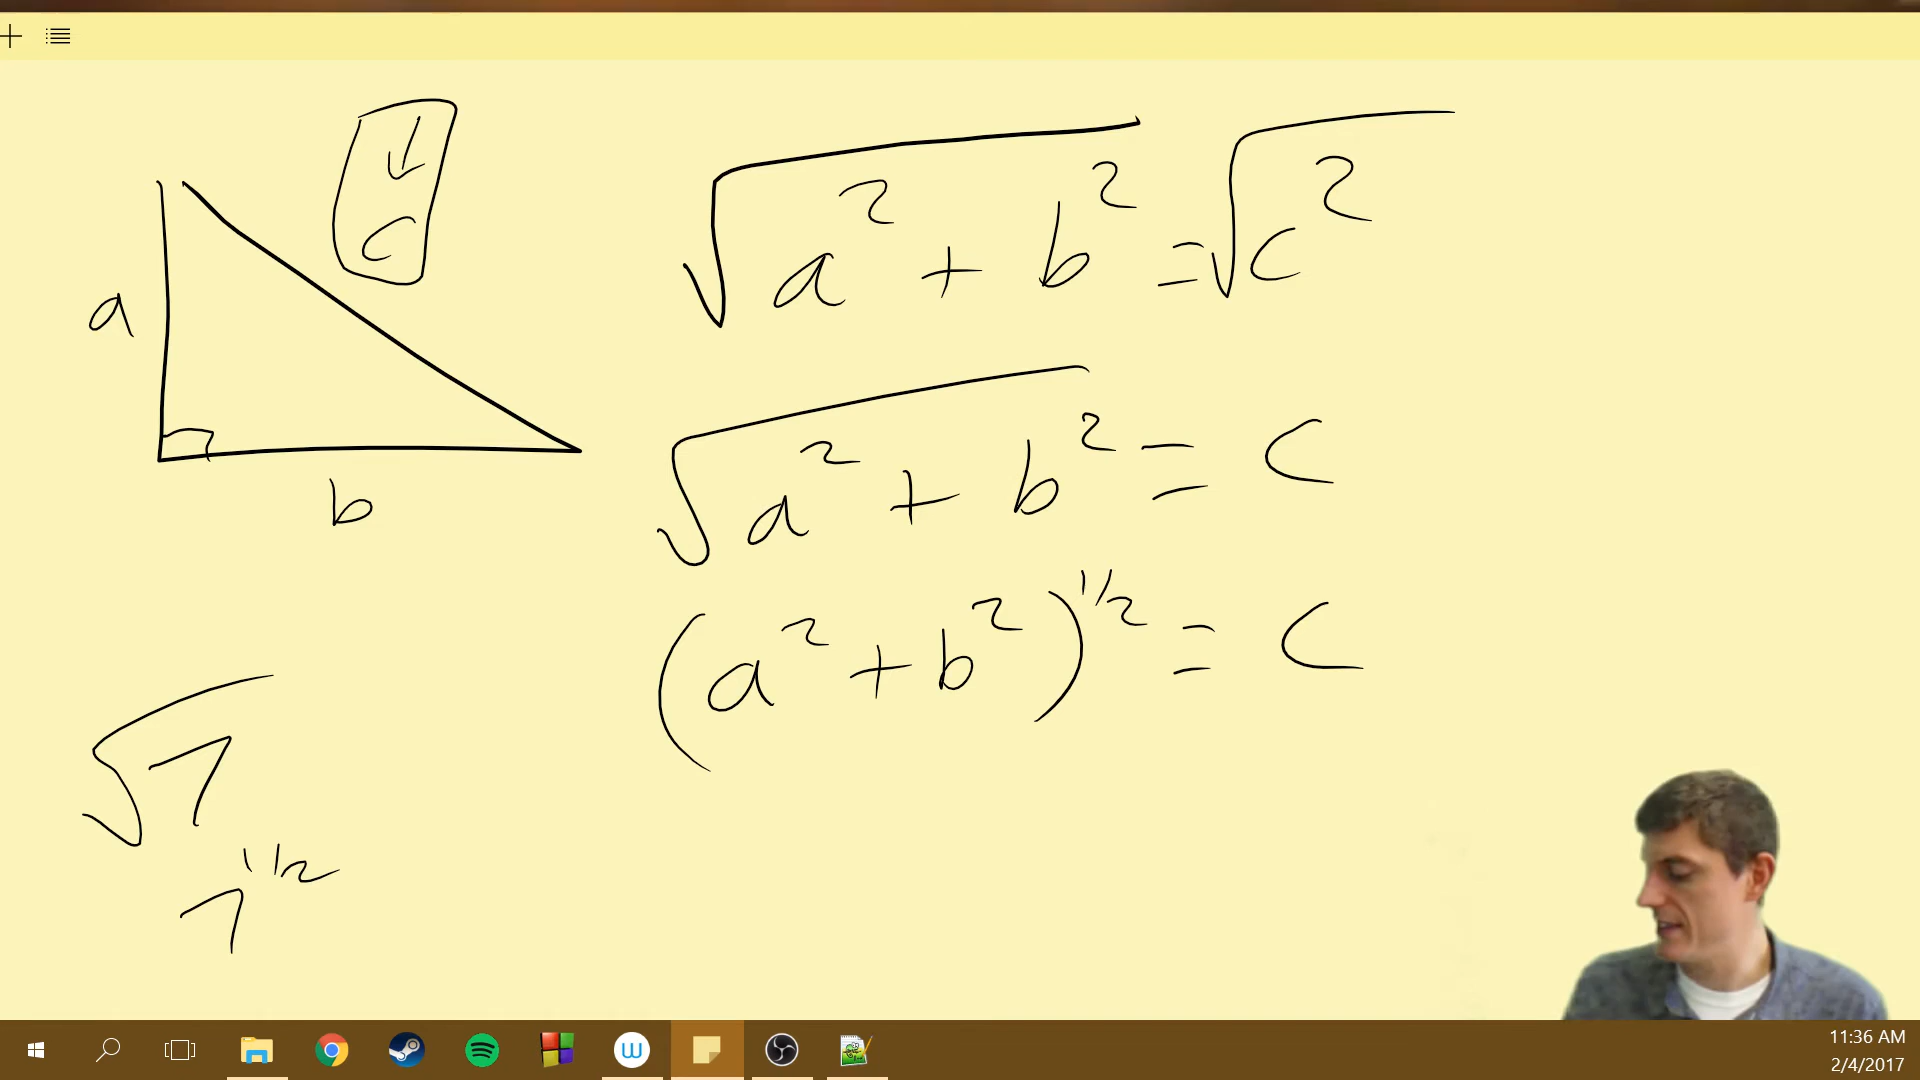 c
a
b
√a² + b² = √c²
√a² + b² = c
(a² + b²)^1/2 = c
√7
7^1/2
11:36 AM
2/4/2017